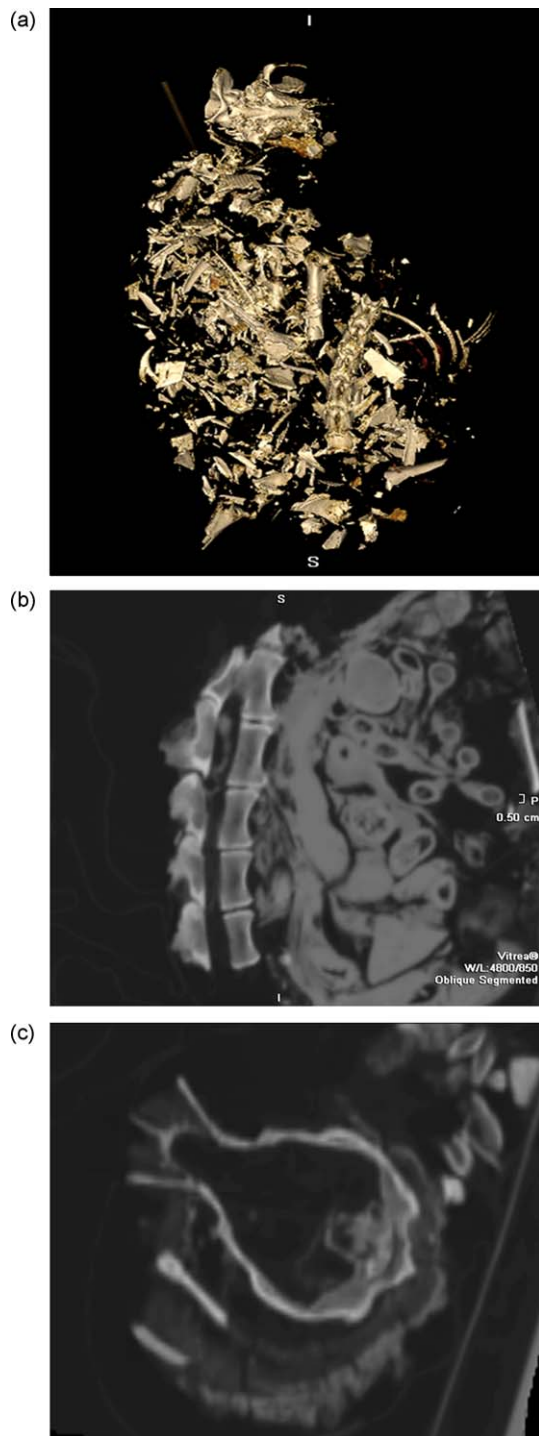 (a)
I
S
(b)
S
P
0.50 cm
Vitrea®
W/L:4800/850
Oblique Segmented
I
(c)